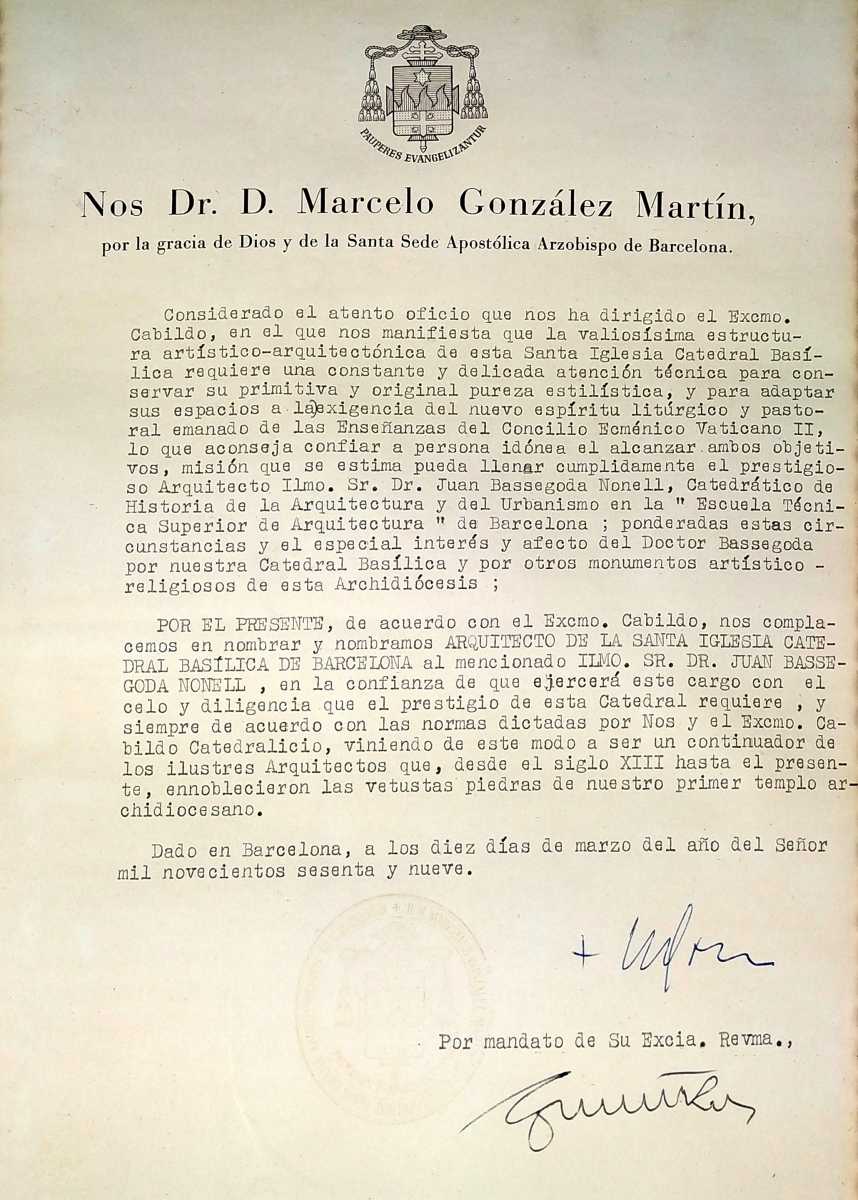 PAUPERES EVANGELIZANTUR
Nos Dr. D. Marcelo González Martín,
por la gracia de Dios y de la Santa Sede Apostólica Arzobispo de Barcelona.
Considerado el atento oficio que nos ha dirigido el Excmo.
Cabildo, en el que nos manifiesta que la valiosísima estructu-
ra artístico-arquitectónica de esta Santa Iglesia Catedral Basí-
lica requiere una constante y delicada atención técnica para con-
servar su primitiva y original pureza estilística, y para adaptar
sus espacios a la)exigencia del nuevo espíritu litúrgico y pasto-
ral emanado de las Enseñanzas del Concilio Ecménico Vaticano II,
lo que aconseja confiar a persona idónea el alcanzar ambos objeti-
vos, misión que se estima pueda llenar cumplidamente el prestigio-
so Arquitecto Ilmo. Sr. Dr. Juan Bassegoda Nonell, Catedrático de
Historia de la Arquitectura y del Urbanismo en la " Escuela Técni-
ca Superior de Arquitectura " de Barcelona ; ponderadas estas cir-
cunstancias y el especial interés y afecto del Doctor Bassegoda
por nuestra Catedral Basílica y por otros monumentos artístico -
religiosos de esta Archidiócesis ;
POR EL PRESENTE, de acuerdo con el Excmo. Cabildo, nos compla-
cemos en nombrar y nombramos ARQUITECTO DE LA SANTA IGLESIA CATE-
DRAL BASÍLICA DE BARCELONA al mencionado ILMO. SR. DR. JUAN BASSE-
GODA NONELL , en la confianza de que ejercerá este cargo con el
celo y diligencia que el prestigio de esta Catedral requiere , y
siempre de acuerdo con las normas dictadas por Nos y el Excmo. Ca-
bildo Catedralicio, viniendo de este modo a ser un continuador de
los ilustres Arquitectos que, desde el siglo XIII hasta el presen-
te, ennoblecieron las vetustas piedras de nuestro primer templo ar-
chidiocesano.
Dado en Barcelona, a los diez días de marzo del año del Señor
mil novecientos sesenta y nueve.
Por mandato de Su Excia. Revma.,